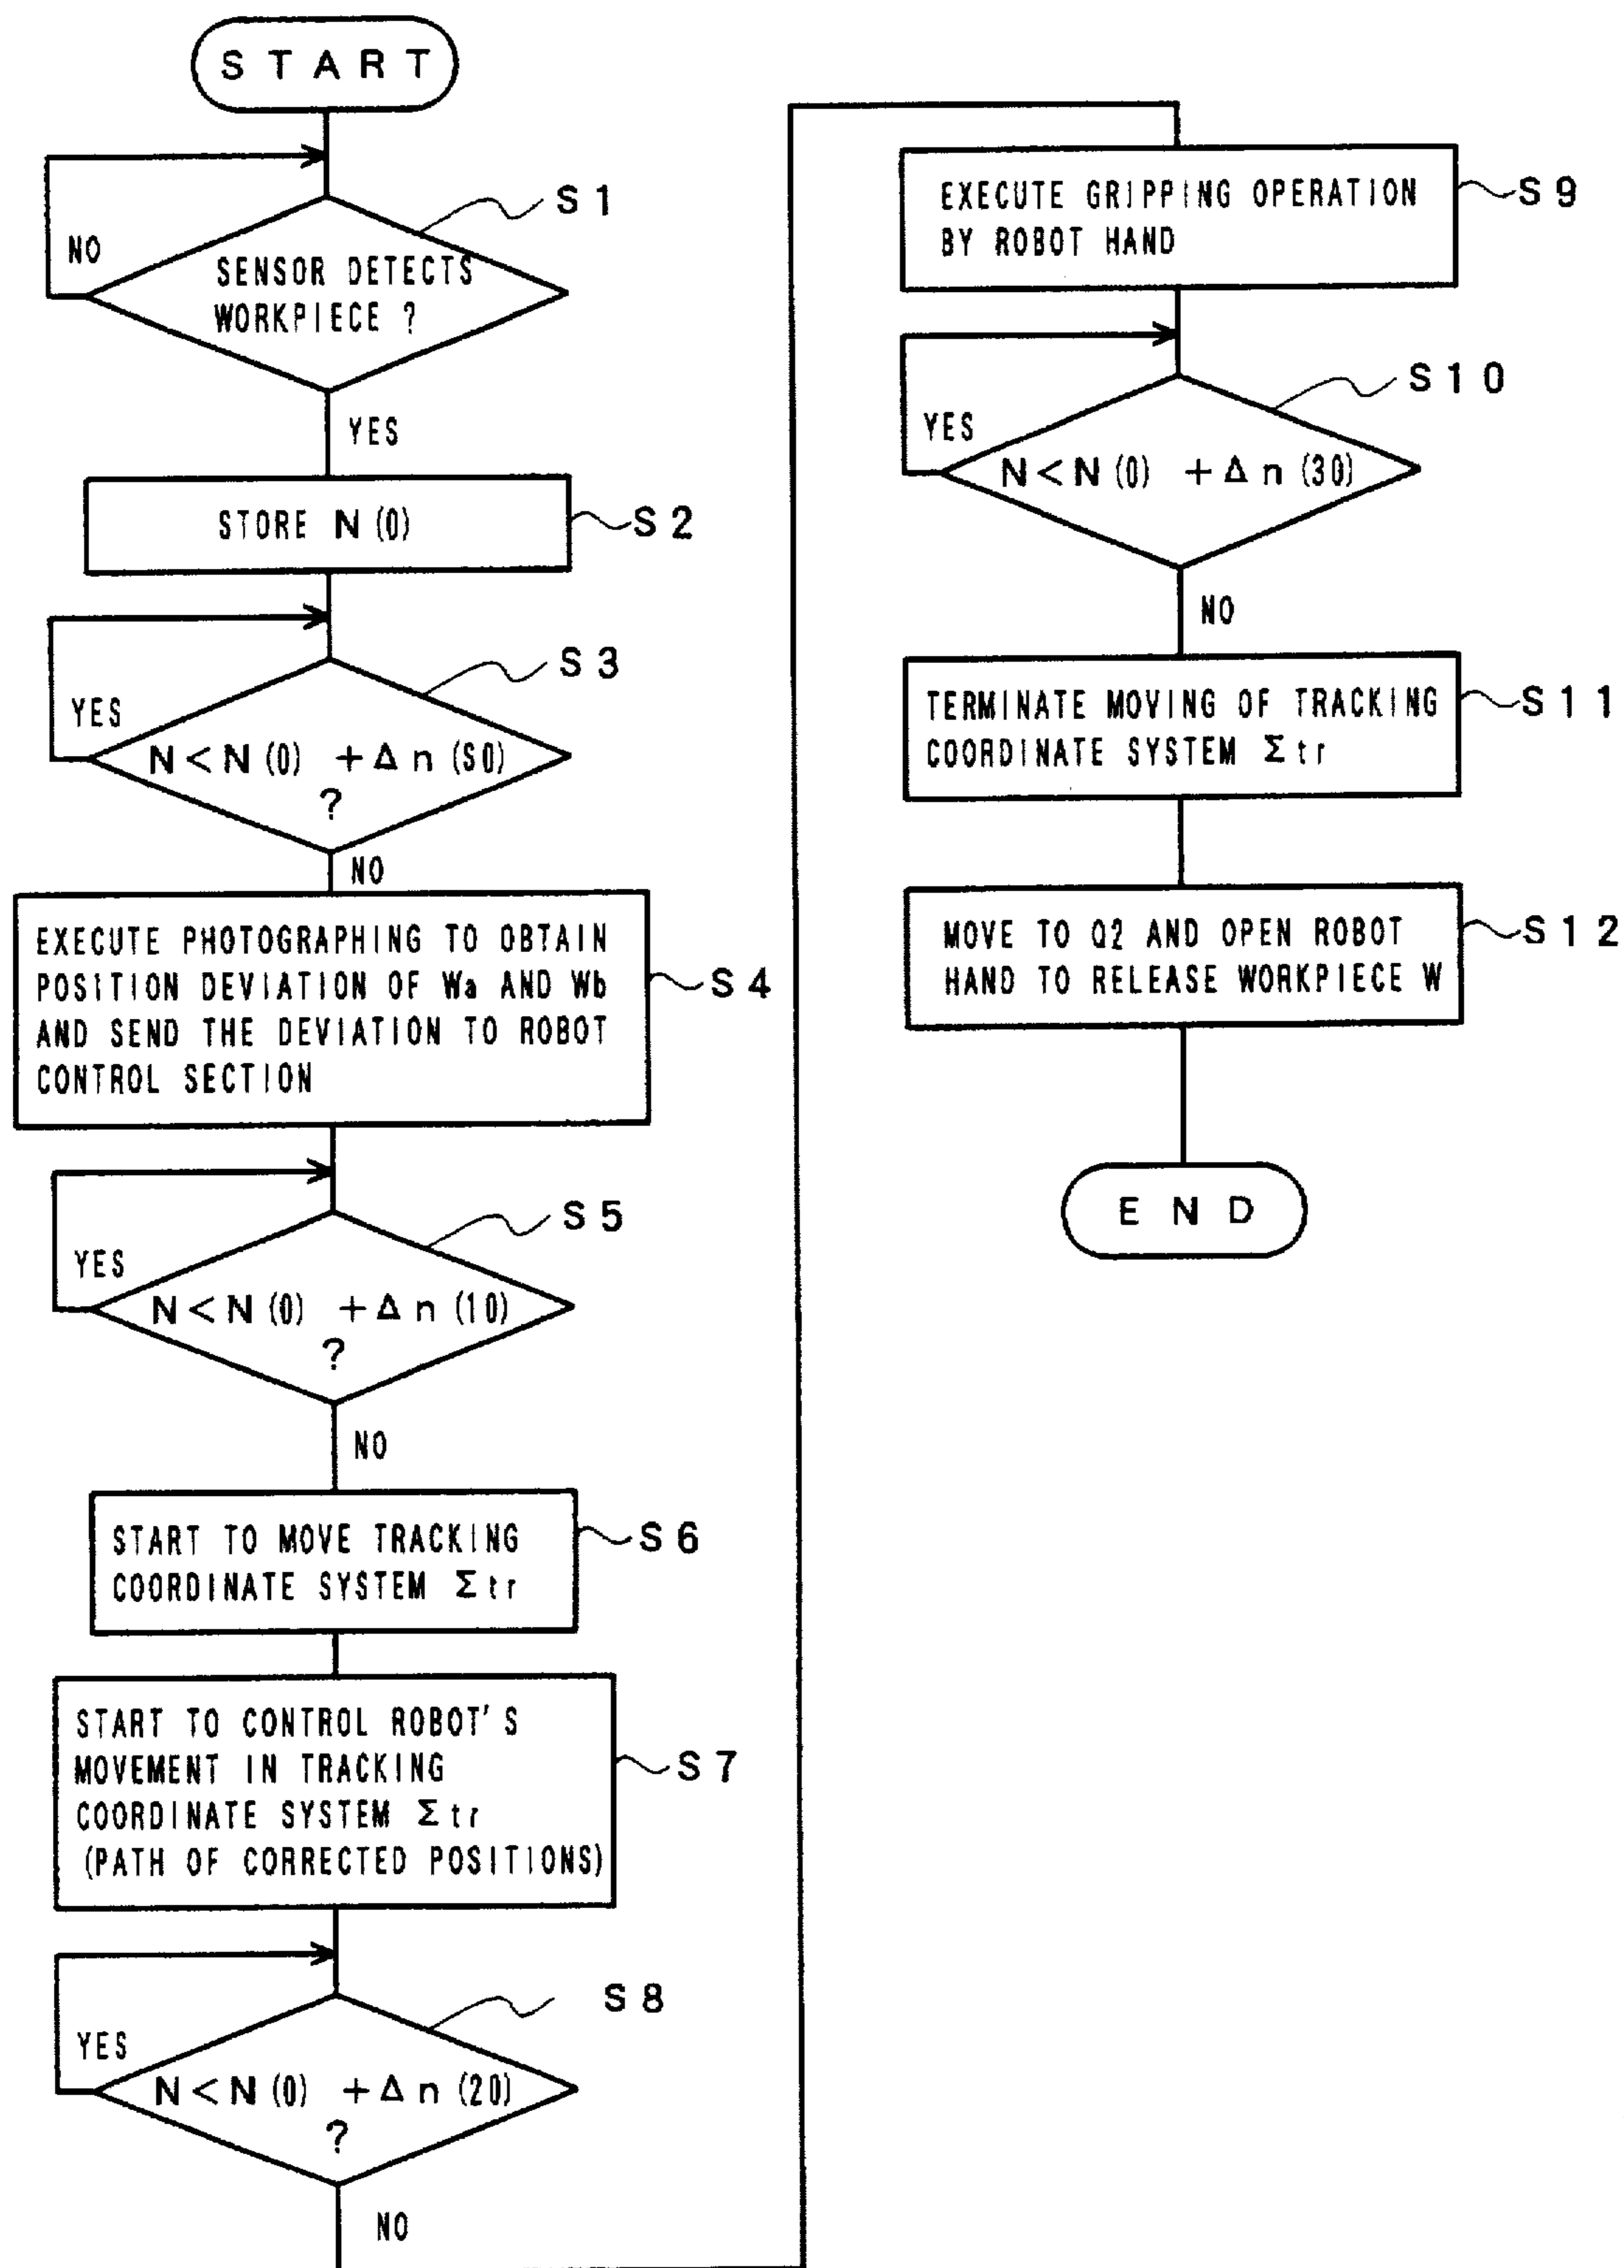 START
S1
NO
SENSOR DETECTS
WORKPIECE ?
YES
STORE N(0)
S2
S3
YES
N<N(0) +Δn(S0)
?
NO
EXECUTE PHOTOGRAPHING TO OBTAIN
POSITION DEVIATION OF Wa AND Wb
AND SEND THE DEVIATION TO ROBOT
CONTROL SECTION
S4
S5
YES
N<N(0) +Δn(10)
?
NO
START TO MOVE TRACKING
COORDINATE SYSTEM Σtr
S6
START TO CONTROL ROBOT'S
MOVEMENT IN TRACKING
COORDINATE SYSTEM Σtr
(PATH OF CORRECTED POSITIONS)
S7
S8
YES
N<N(0) +Δn(20)
?
NO
EXECUTE GRIPPING OPERATION
BY ROBOT HAND
S9
S10
YES
N<N(0) +Δn(30)
NO
TERMINATE MOVING OF TRACKING
COORDINATE SYSTEM Σtr
S11
MOVE TO Q2 AND OPEN ROBOT
HAND TO RELEASE WORKPIECE W
S12
END